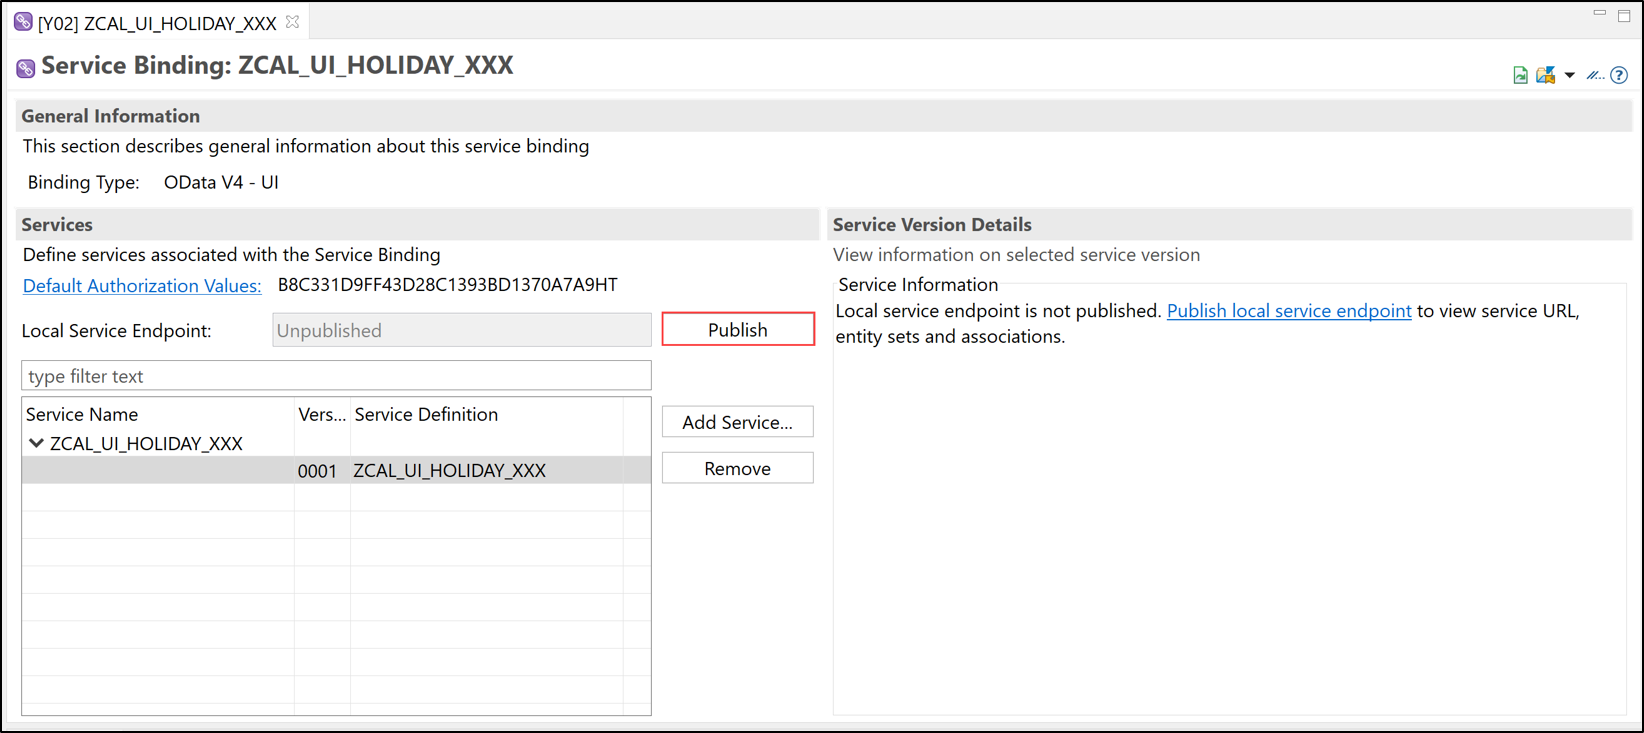 [Y02] ZCAL_UI_HOLIDAY_XXX
Service Binding: ZCAL_UI_HOLIDAY_XXX
General Information
This section describes general information about this service binding
Binding Type: OData V4 - UI
Services
Define services associated with the Service Binding
Default Authorization Values: B8C331D9FF43D28C1393BD1370A7A9HT
Local Service Endpoint: Unpublished Publish
type filter text
Service Name Vers... Service Definition
ZCAL_UI_HOLIDAY_XXX
0001 ZCAL_UI_HOLIDAY_XXX
Add Service...
Remove
Service Version Details
View information on selected service version
Service Information
Local service endpoint is not published. Publish local service endpoint to view service URL,
entity sets and associations.